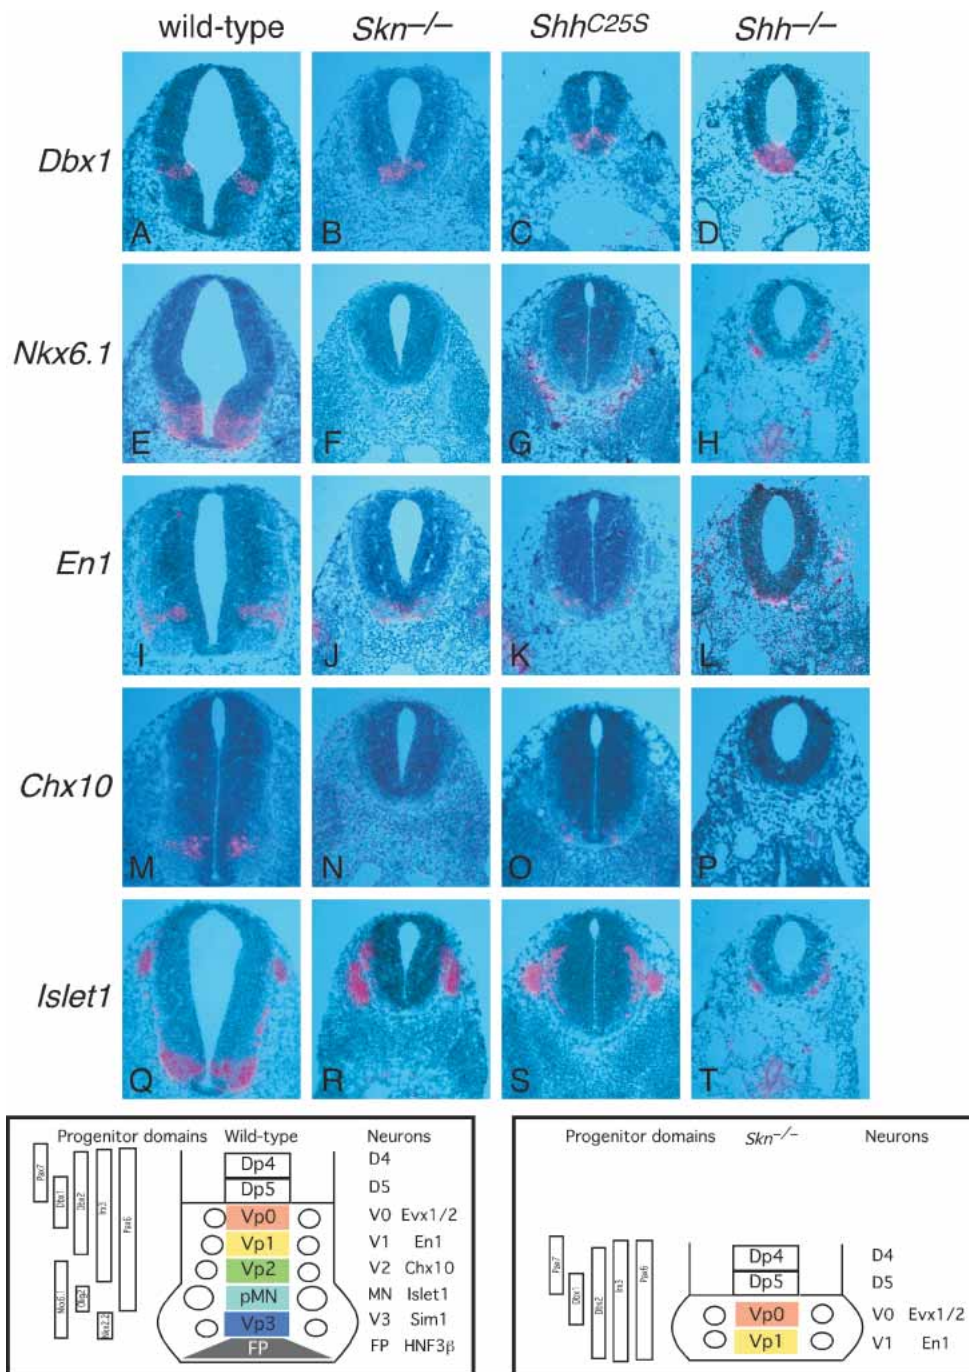 wild-type Skn–/– ShhC25S Shh–/–
Dbx1
A B C D
Nkx6.1
E F G H
En1
I J K L
Chx10
M N O P
Islet1
Q R S T
Progenitor domains Wild-type Neurons
Pax7
Dbx1
Dbx2
Irx3
Pax6
Nkx6.1
Olig2
Nkx2.2
Dp4 D4
Dp5 D5
Vp0 V0 Evx1/2
Vp1 V1 En1
Vp2 V2 Chx10
pMN MN Islet1
Vp3 V3 Sim1
FP FP HNF3β
Progenitor domains Skn–/– Neurons
Pax7
Dbx1
Dbx2
Irx3
Pax6
Dp4 D4
Dp5 D5
Vp0 V0 Evx1/2
Vp1 V1 En1